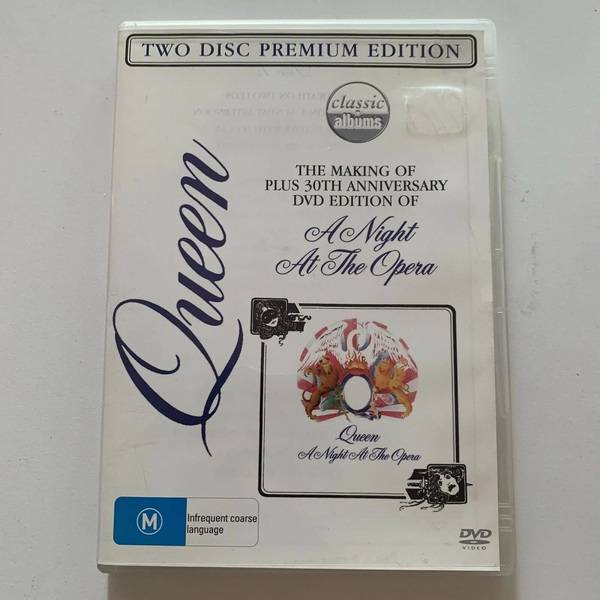 TWO DISC PREMIUM EDITION
classic
albums
THE MAKING OF
PLUS 30TH ANNIVERSARY
DVD EDITION OF
A Night
At The Opera
Queen
Queen
A Night At The Opera
M
Infrequent coarse
language
DVD
VIDEO